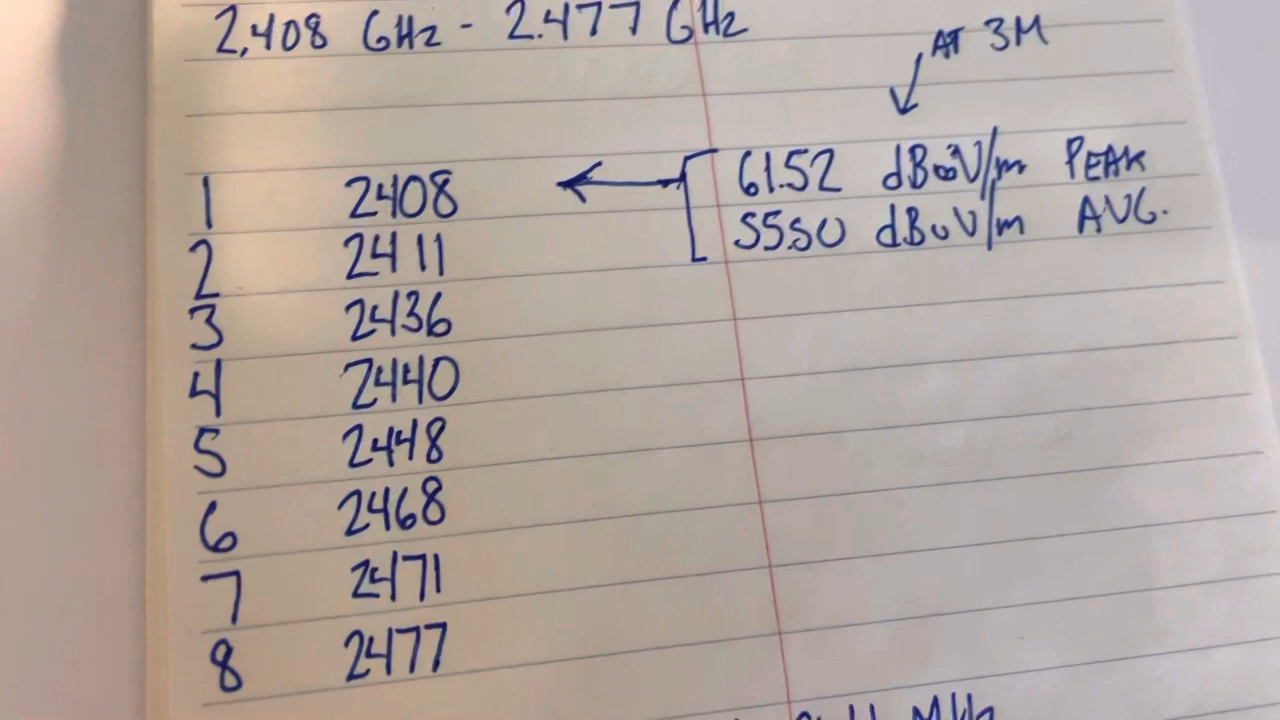 2.408 GHz - 2.477 GHz
AT 3M
1 2408 61.52 dBuV/m PEAK
55.50 dBuV/m AVG.
2 2411
3 2436
4 2440
5 2448
6 2468
7 2471
8 2477